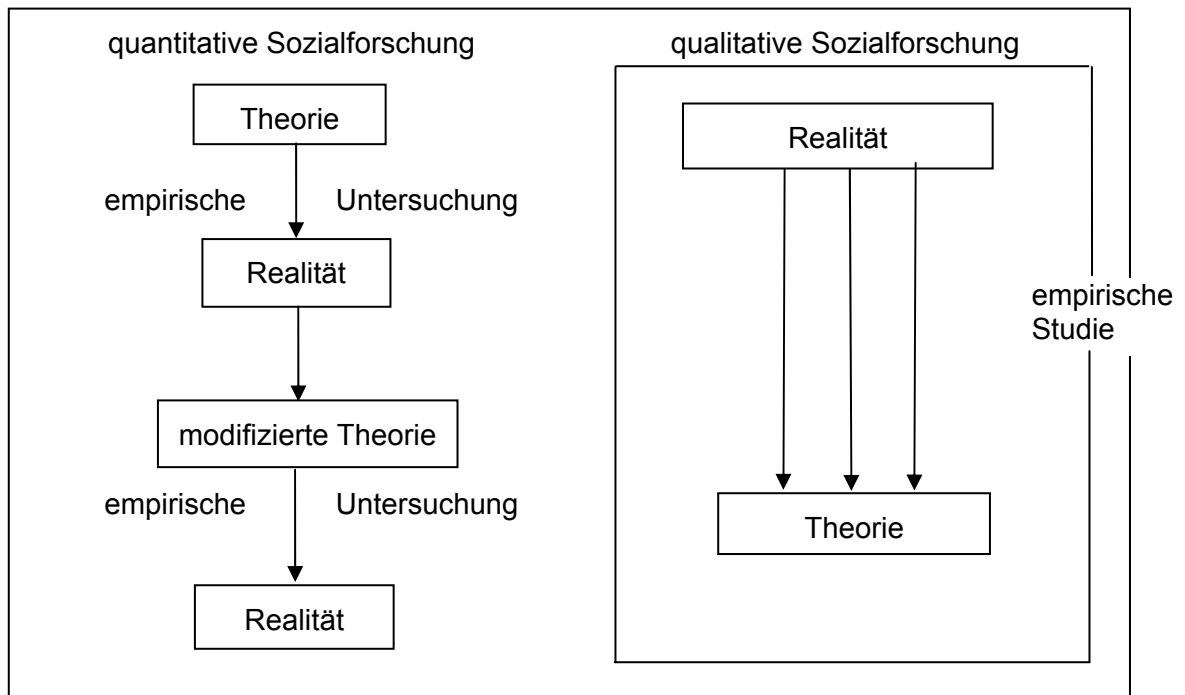 quantitative Sozialforschung
Theorie
empirische Untersuchung
Realität
modifizierte Theorie
empirische Untersuchung
Realität
qualitative Sozialforschung
Realität
Theorie
empirische
Studie